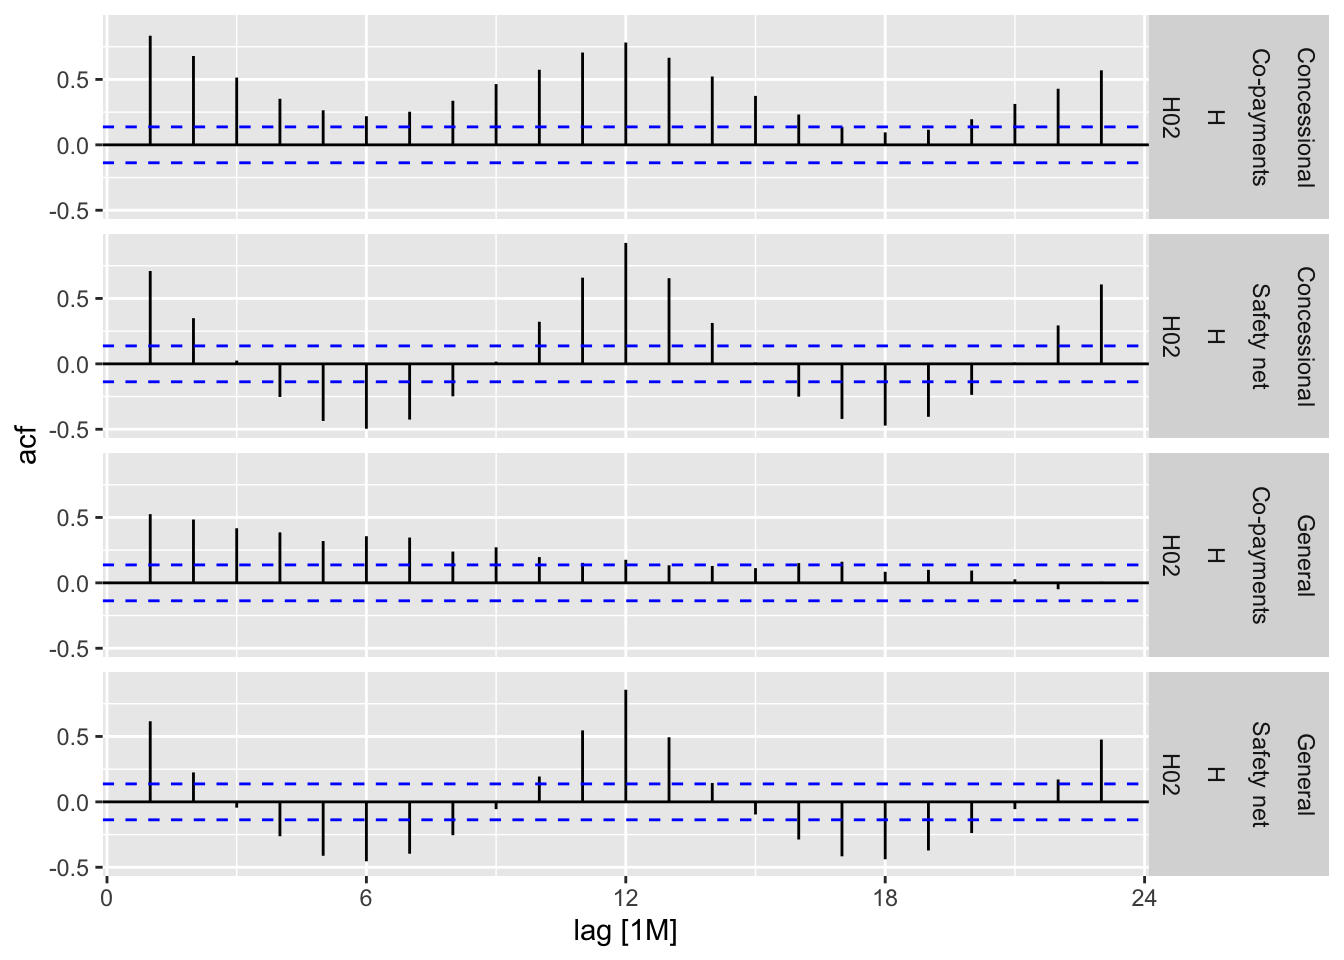 0.5
0.0
-0.5
H02
H
Co-payments
Concessional
0.5
0.0
-0.5
H02
H
Safety net
Concessional
0.5
0.0
-0.5
H02
H
Co-payments
General
0.5
0.0
-0.5
H02
H
Safety net
General
acf
0 6 12 18 24
lag [1M]